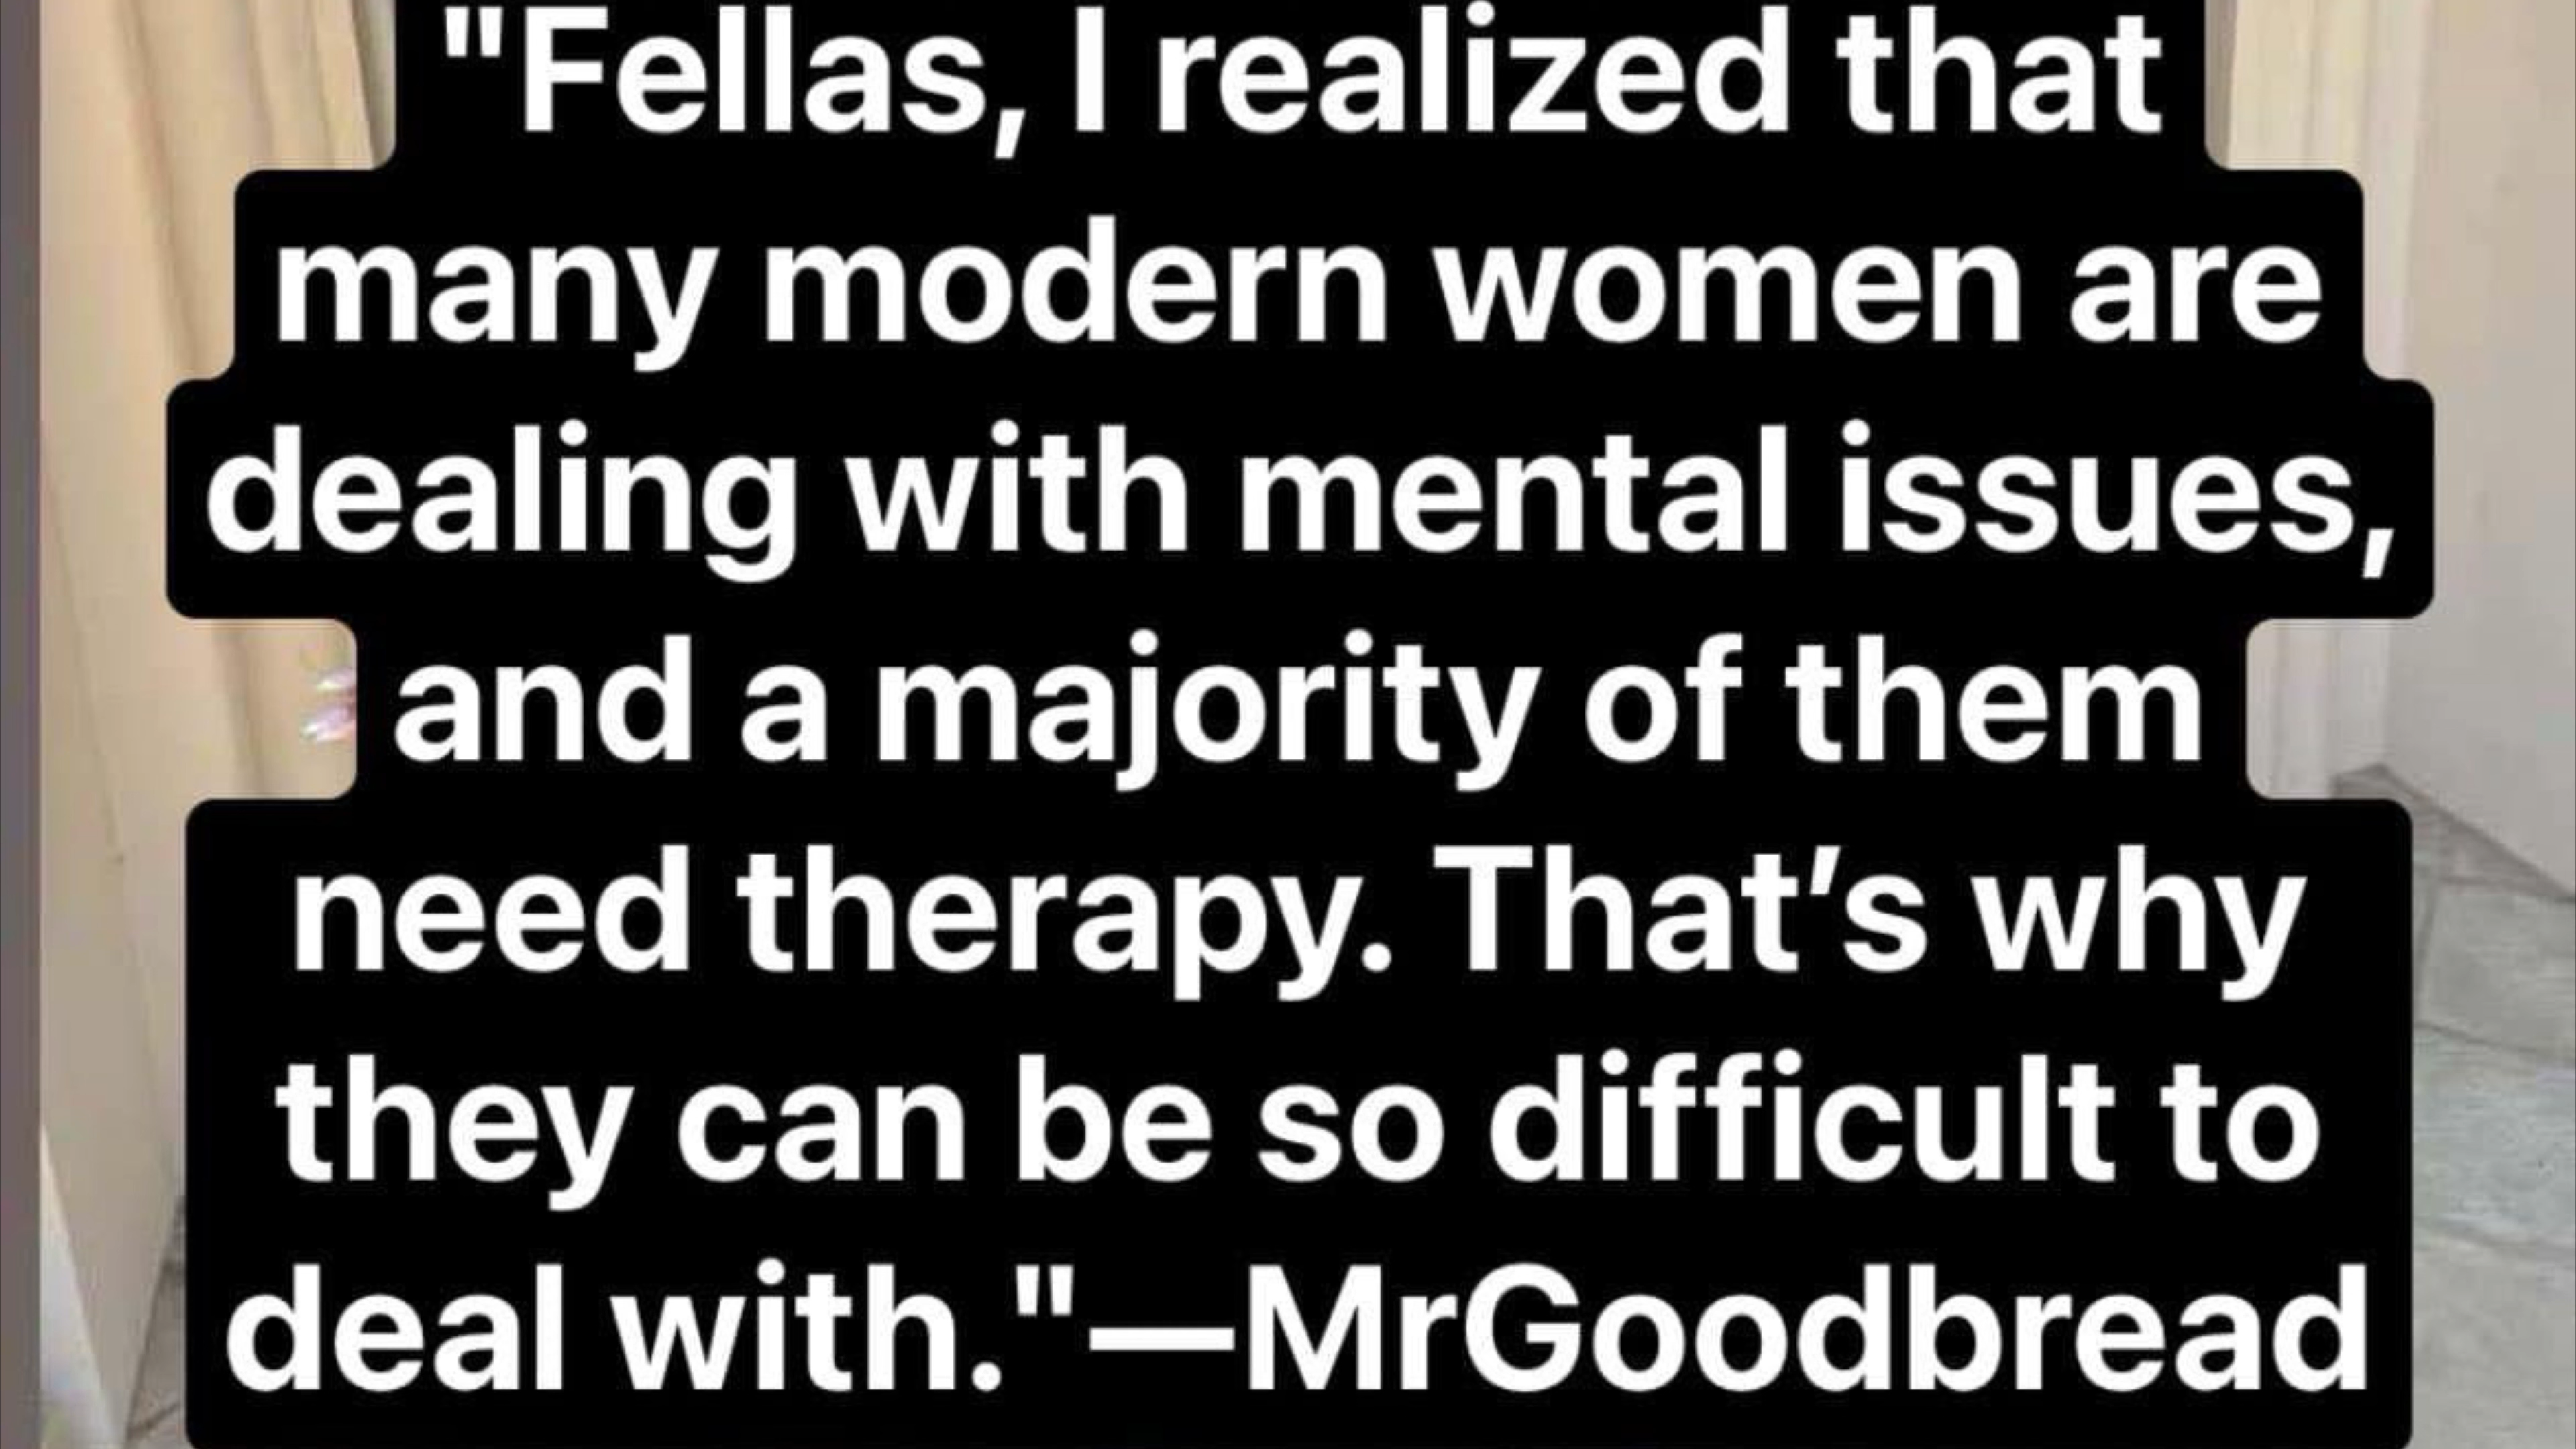 "Fellas, I realized that
many modern women are
dealing with mental issues,
and a majority of them
need therapy. That’s why
they can be so difficult to
deal with."—MrGoodbread